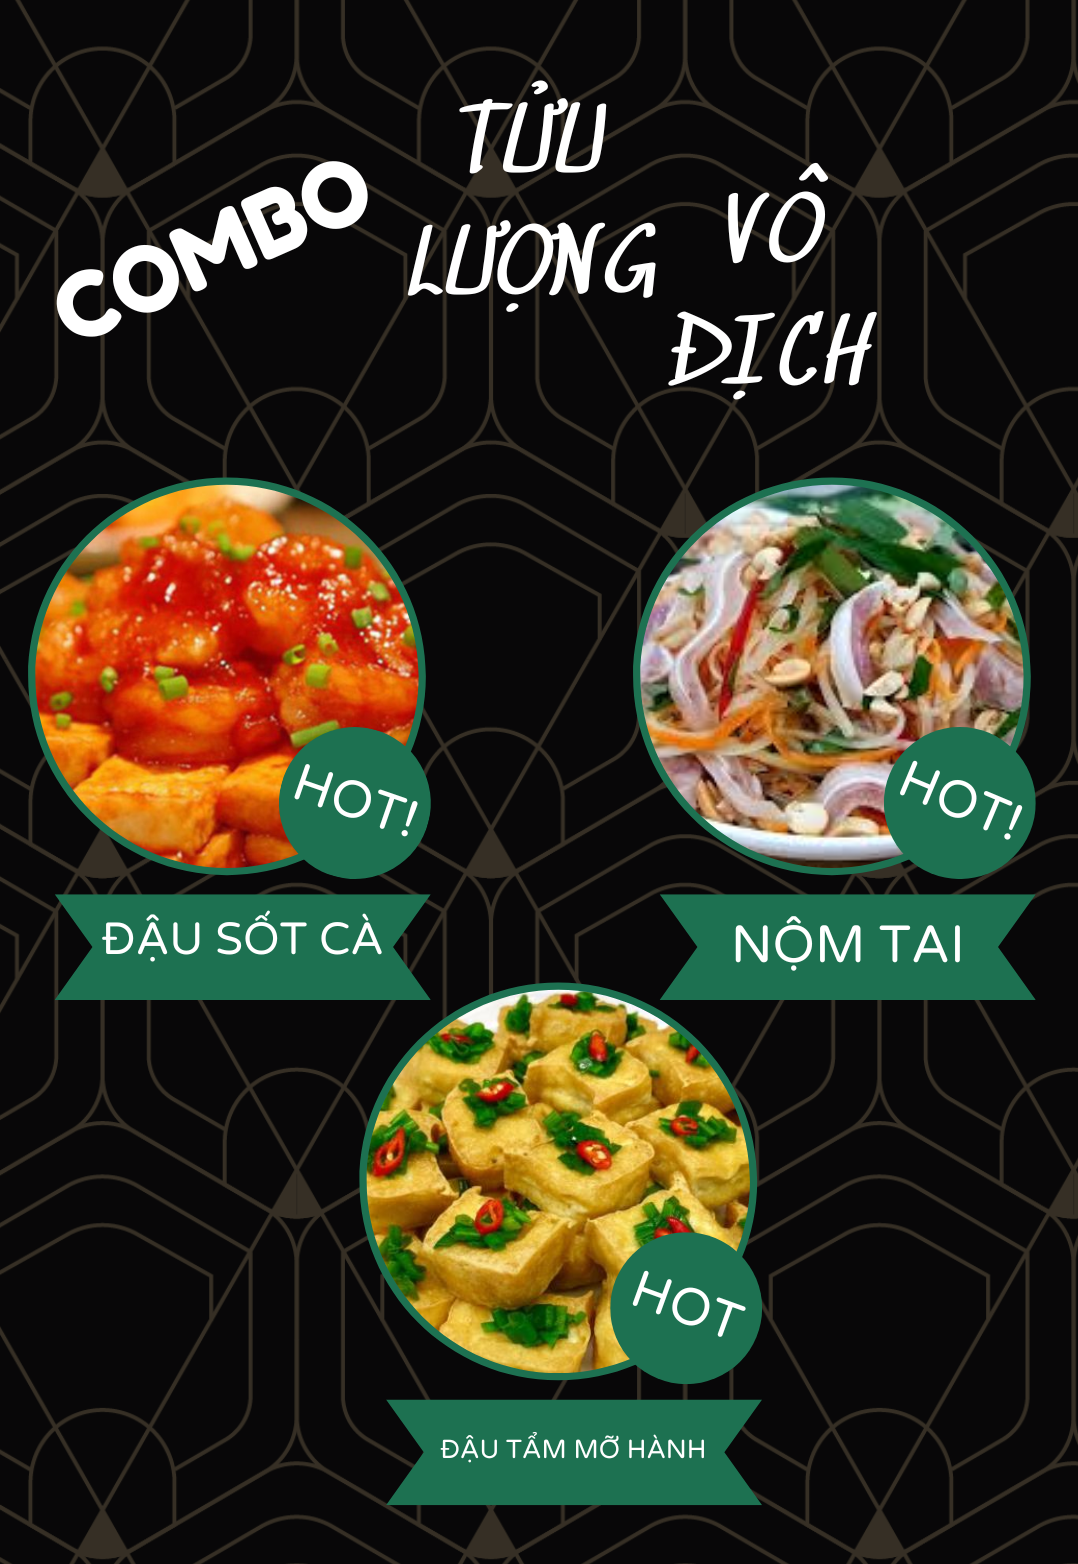 COMBO
TỬU
LƯỢNG
VÔ
ĐỊCH
HOT!
HOT!
ĐẬU SỐT CÀ
NỘM TAI
HOT
ĐẬU TẨM MỠ HÀNH